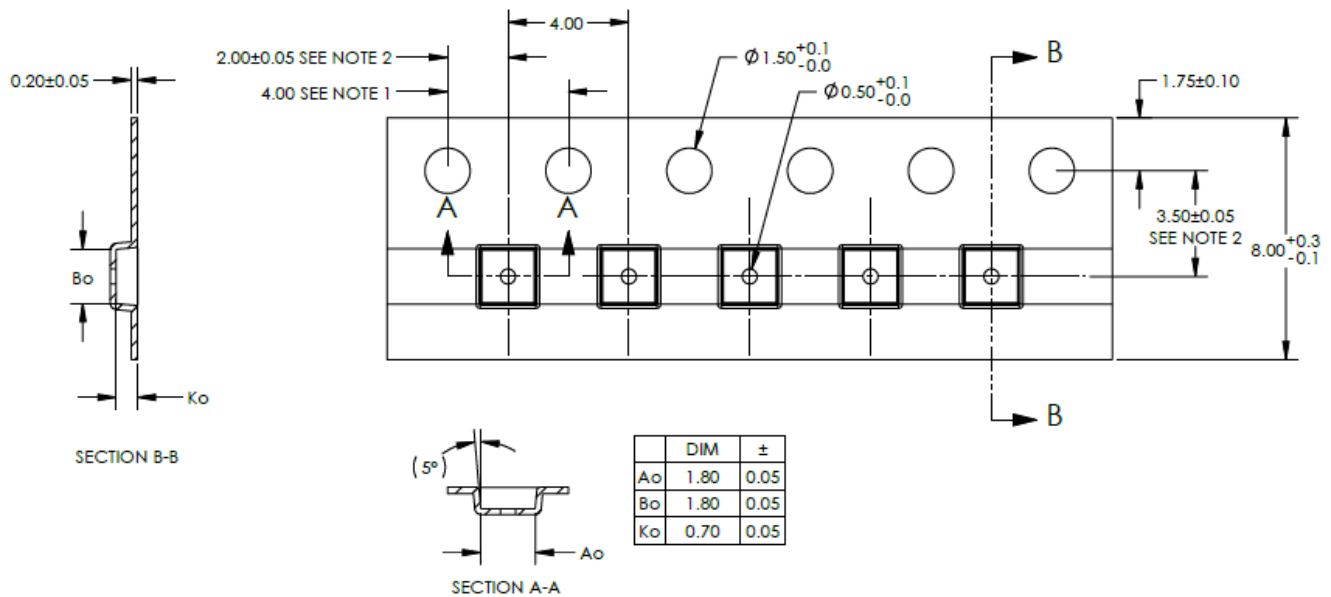 4.00
2.00±0.05 SEE NOTE 2
4.00 SEE NOTE 1
0.20±0.05
Ø1.50+0.1
-0.0
Ø0.50+0.1
-0.0
B
1.75±0.10
A A
3.50±0.05
SEE NOTE 2
8.00+0.3
-0.1
Bo
Ko
B
SECTION B-B
(5°)
Ao
SECTION A-A
DIM ±
Ao 1.80 0.05
Bo 1.80 0.05
Ko 0.70 0.05